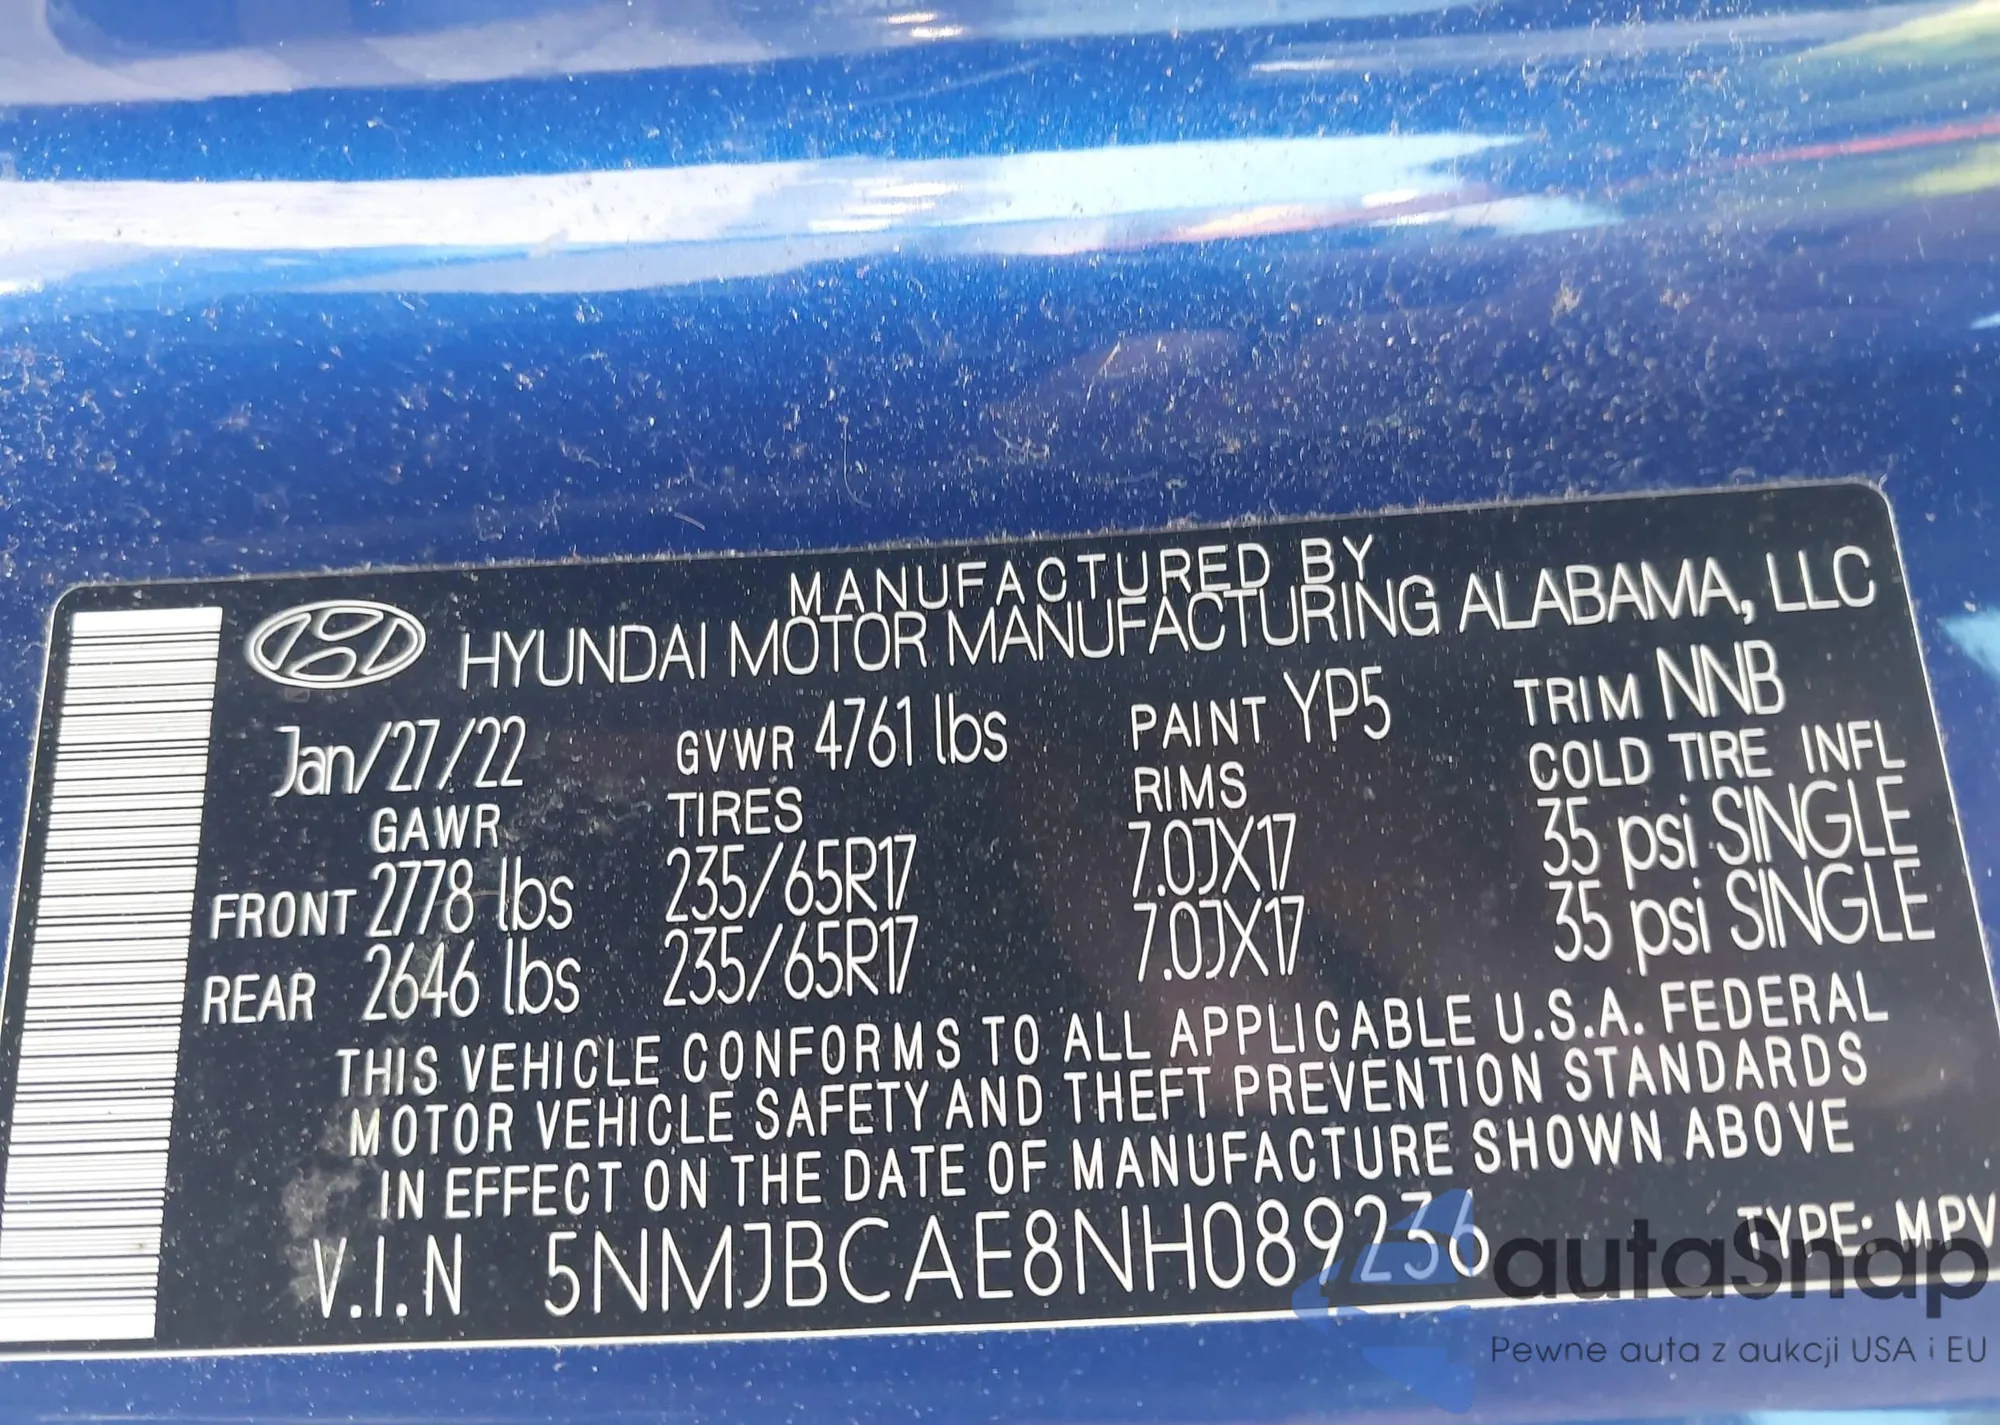 MANUFACTURED BY
HYUNDAI MOTOR MANUFACTURING ALABAMA, LLC
Jan/27/22 GVWR 4761 lbs PAINT YP5 TRIM NNB
GAWR TIRES RIMS COLD TIRE INFL
FRONT 2778 lbs 235/65R17 7.0JX17 35 psi SINGLE
REAR 2646 lbs 235/65R17 7.0JX17 35 psi SINGLE
THIS VEHICLE CONFORMS TO ALL APPLICABLE U.S.A. FEDERAL
MOTOR VEHICLE SAFETY AND THEFT PREVENTION STANDARDS
IN EFFECT ON THE DATE OF MANUFACTURE SHOWN ABOVE
V.I.N 5NMJBCAE8NH089236 TYPE: MPV
autaSnap
Pewne auta z aukcji USA i EU